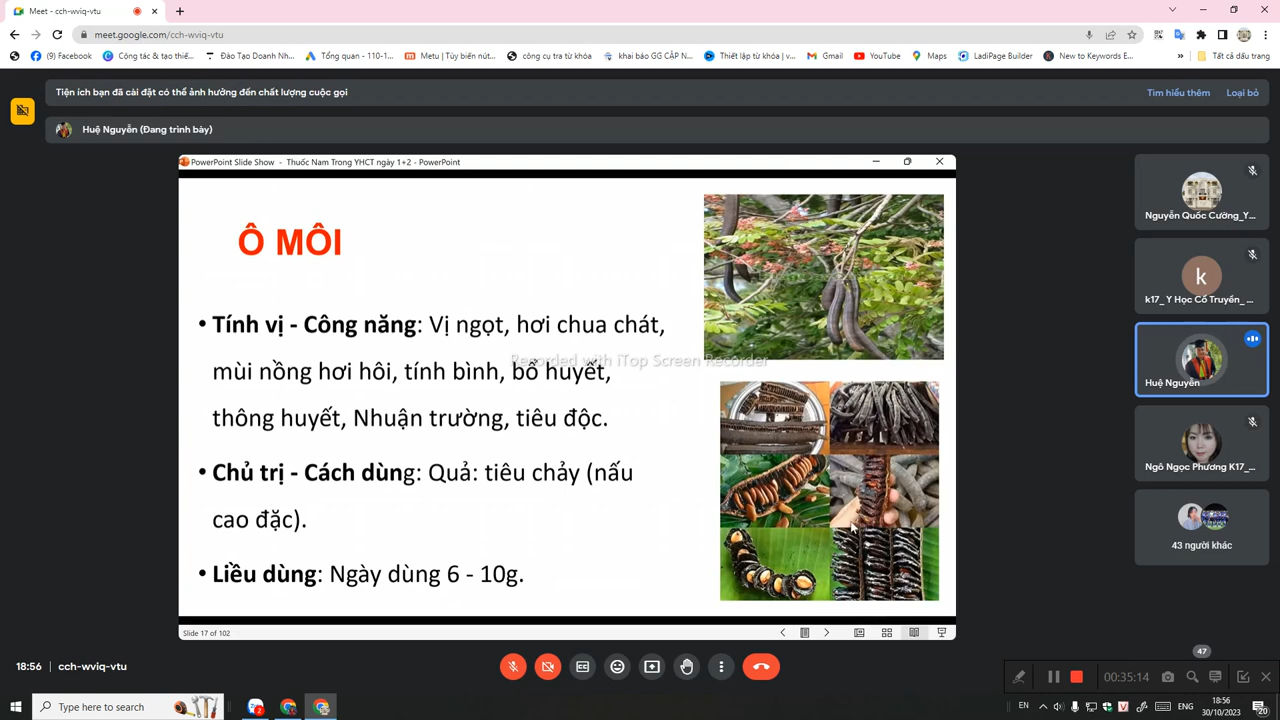 Meet - cch-wviq-vtu
meet.google.com/cch-wviq-vtu
(3) Facebook
Công tác & tạo thiế...
Đào Tạo Doanh Nh...
Tổng quan - 110-1...
Metu | Tùy biến nút...
công cụ tra từ khóa
khai báo GG CẤP N...
Thiết lập từ khóa | v...
Gmail
YouTube
Maps
LadiPage Builder
New to Keywords E...
Tất cả dấu trang
Tiện ích bạn đã cài đặt có thể ảnh hưởng đến chất lượng cuộc gọi
Tìm hiểu thêm
Loại bỏ
Huệ Nguyễn (Đang trình bày)
PowerPoint Slide Show - Thuốc Nam Trong YHCT ngày 1+2 - PowerPoint
Ô MÔI
• Tính vị - Công năng: Vị ngọt, hơi chua chát,
mùi nồng hơi hôi, tính bình, bổ huyết,
thông huyết, Nhuận trường, tiêu độc.
• Chủ trị - Cách dùng: Quả: tiêu chảy (nấu
cao đặc).
• Liều dùng: Ngày dùng 6 - 10g.
Recorded with iTop Screen Recorder
Slide 17 of 102
Nguyễn Quốc Cường_Y...
k
k17_ Y Học Cổ Truyền_ ...
Huệ Nguyễn
Ngô Ngọc Phương K17_...
43 người khác
47
18:56
cch-wviq-vtu
00:35:14
Type here to search
2
EN
ENG
18:56
30/10/2023
20